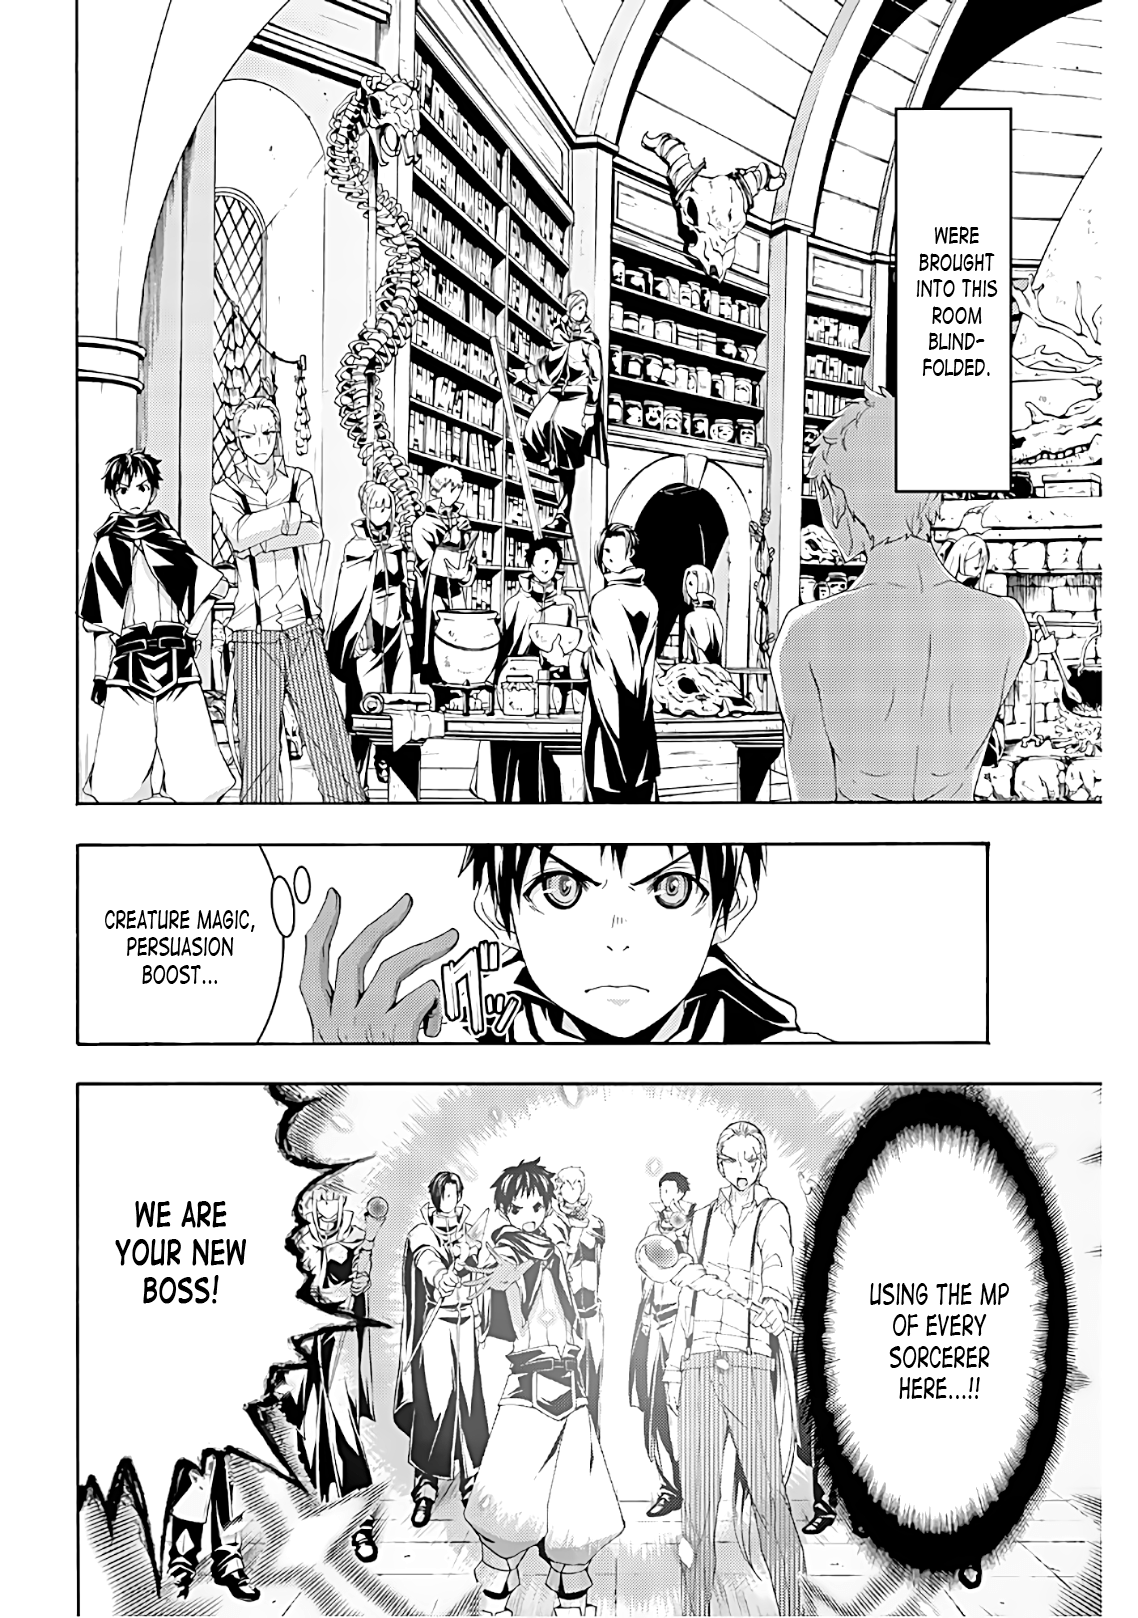 WERE
BROUGHT
INTO THIS
ROOM
BLIND-
FOLDED.
CREATURE MAGIC,
PERSUASION
BOOST...
グッ
USING THE MP
OF EVERY
SORCERER
HERE...!!
WE ARE
YOUR NEW
BOSS!